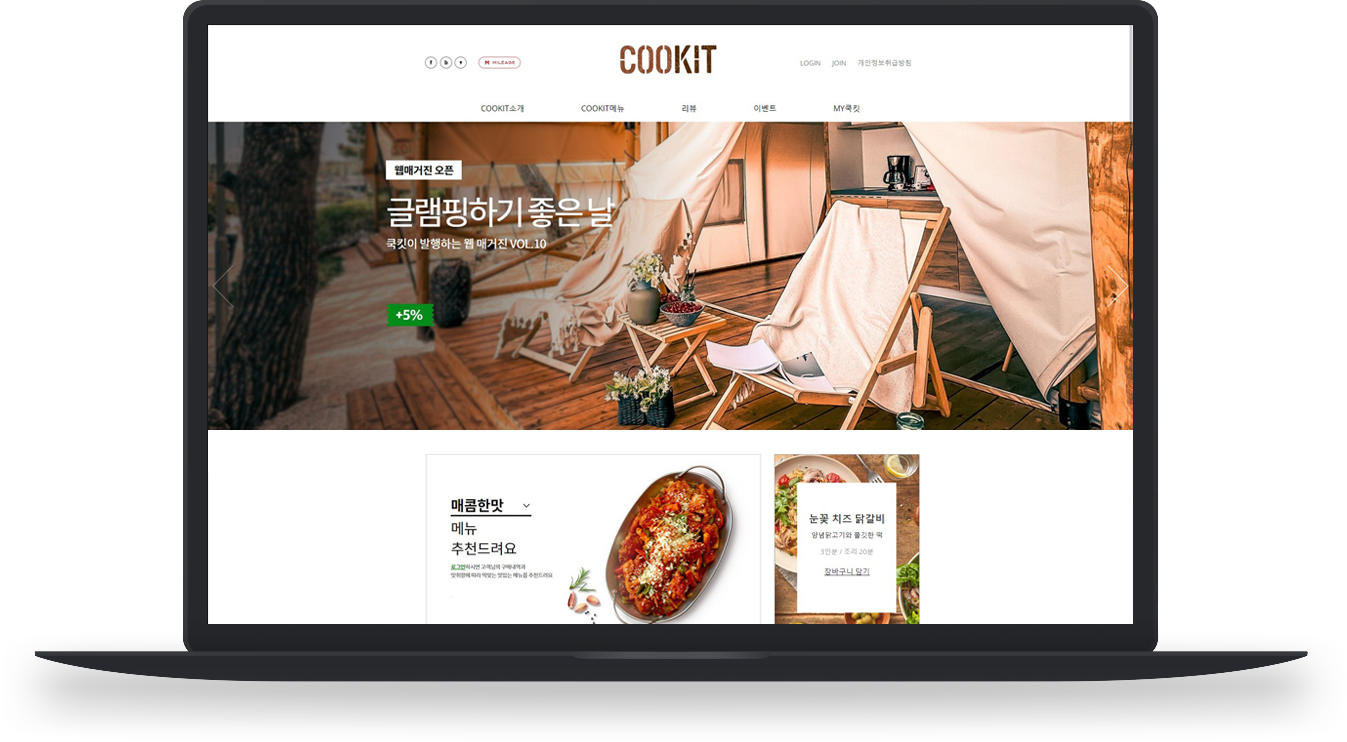 f
b
MILEAGE
COOKIT
LOGIN JOIN 개인정보취급방침
COOKIT소개 COOKIT메뉴 리뷰 이벤트 MY쿡킷
웹매거진 오픈
글램핑하기 좋은 날
쿡킷이 발행하는 웹 매거진 VOL.10
+5%
매콤한맛
메뉴
추천드려요
로그인하시면 고객님의 구매내역과
맛취향에 따라 알맞는 맛있는 메뉴를 추천드려요
눈꽃 치즈 닭갈비
양념닭고기와 쫄깃한 떡
3인분 / 조리 20분
장바구니 담기